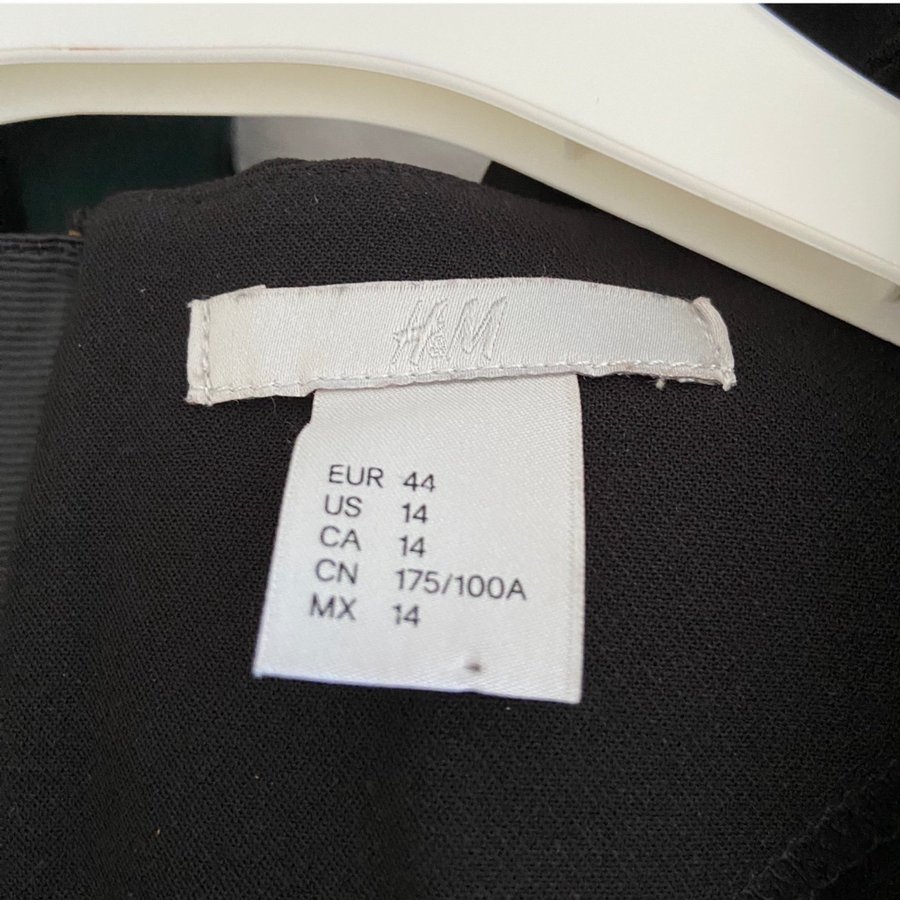 H&M
EUR 44
US 14
CA 14
CN 175/100A
MX 14